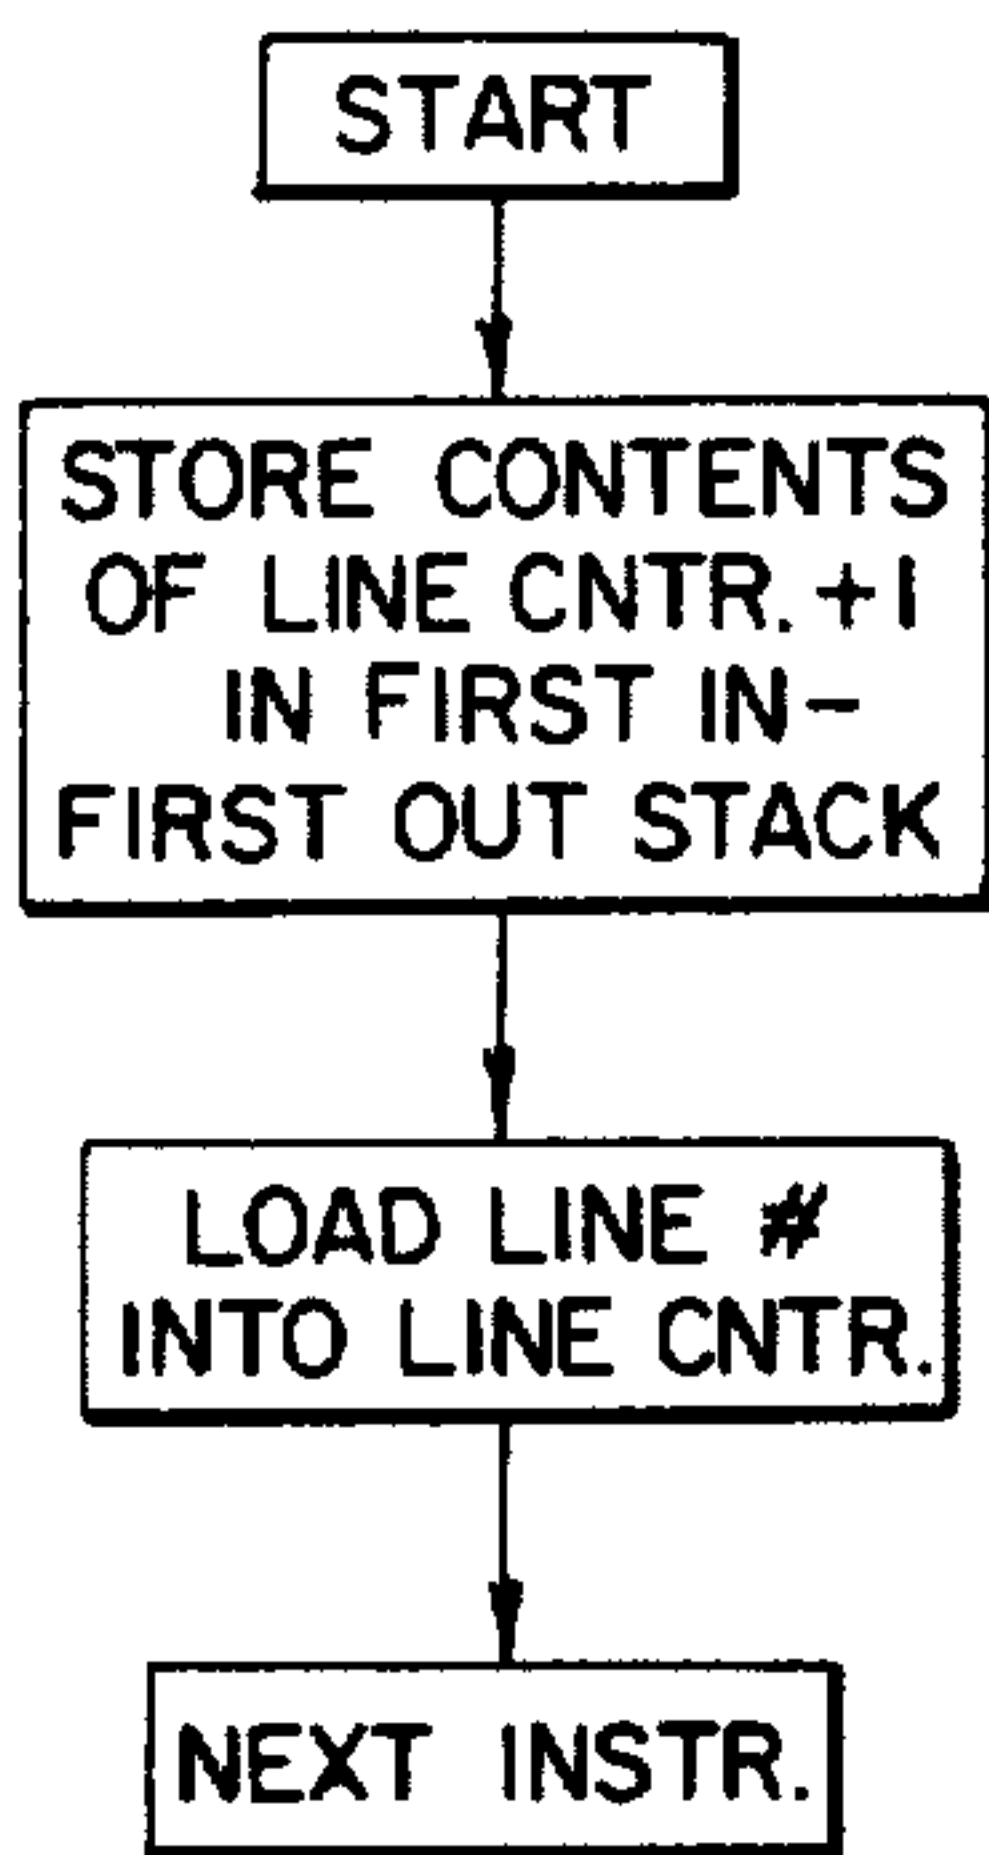 START
STORE CONTENTS
OF LINE CNTR. +1
IN FIRST IN -
FIRST OUT STACK
LOAD LINE #
INTO LINE CNTR.
NEXT INSTR.